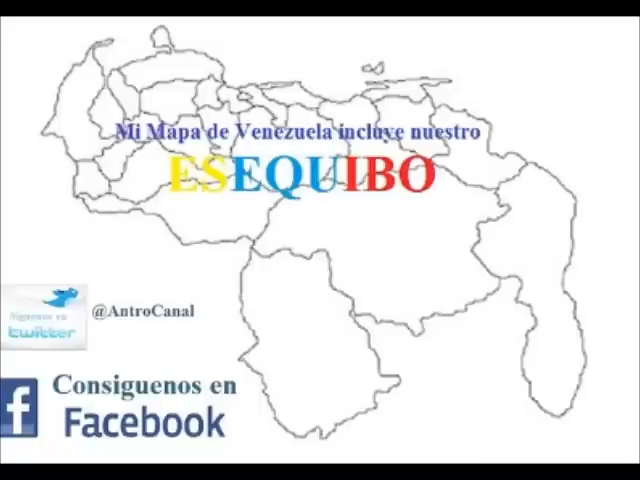 Mi Mapa de Venezuela incluye nuestro
ESEQUIBO
@AntroCanal
Siguenos en
twitter
Consiguenos en
f Facebook